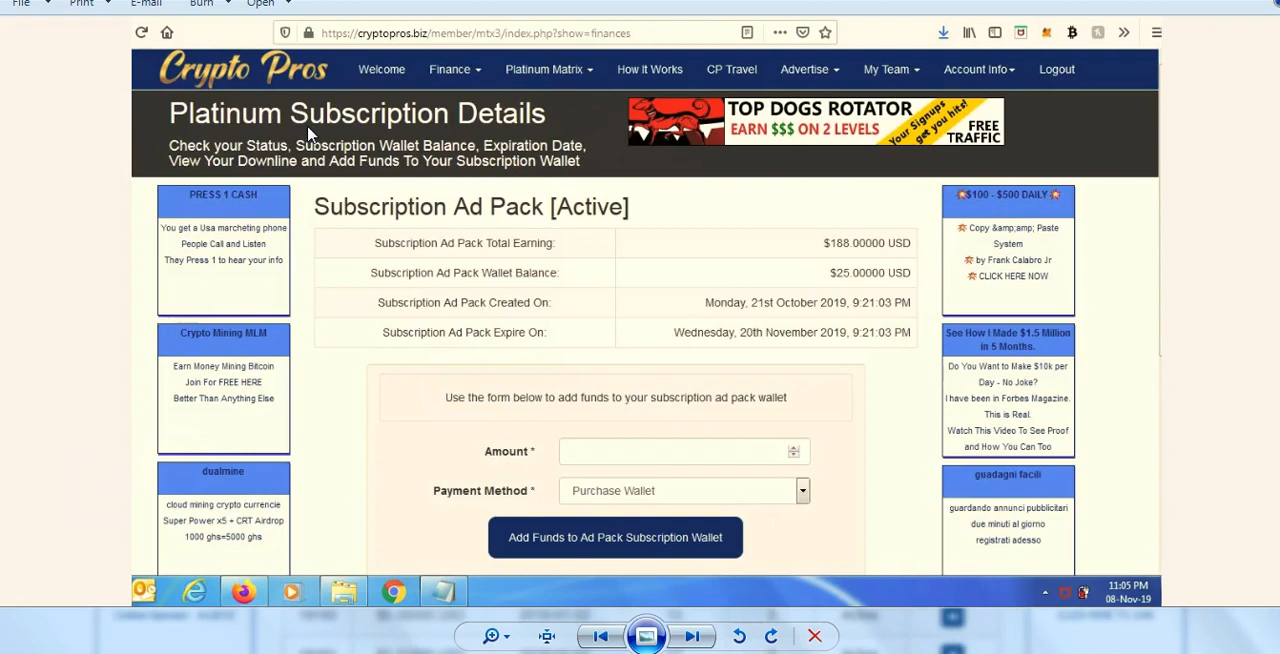 File Print E-mail Burn Open
https://cryptopros.biz/member/mtx3/index.php?show=finances
Crypto Pros Welcome Finance Platinum Matrix How It Works CP Travel Advertise My Team Account Info Logout
Platinum Subscription Details
Check your Status, Subscription Wallet Balance, Expiration Date,
View Your Downline and Add Funds To Your Subscription Wallet
TOP DOGS ROTATOR
EARN $$$ ON 2 LEVELS
Your Signups
get you hits!
FREE
TRAFFIC
PRESS 1 CASH
You get a Usa marcheting phone
People Call and Listen
They Press 1 to hear your info
Crypto Mining MLM
Earn Money Mining Bitcoin
Join For FREE HERE
Better Than Anything Else
dualmine
cloud mining crypto currencie
Super Power x5 + CRT Airdrop
1000 ghs=5000 ghs
Subscription Ad Pack [Active]
Subscription Ad Pack Total Earning: $188.00000 USD
Subscription Ad Pack Wallet Balance: $25.00000 USD
Subscription Ad Pack Created On: Monday, 21st October 2019, 9:21:03 PM
Subscription Ad Pack Expire On: Wednesday, 20th November 2019, 9:21:03 PM
Use the form below to add funds to your subscription ad pack wallet
Amount *
Payment Method * Purchase Wallet
Add Funds to Ad Pack Subscription Wallet
$100 - $500 DAILY
Copy &amp;amp; Paste
System
by Frank Calabro Jr
CLICK HERE NOW
See How I Made $1.5 Million
in 5 Months.
Do You Want to Make $10k per
Day - No Joke?
I have been in Forbes Magazine.
This is Real.
Watch This Video To See Proof
and How You Can Too
guadagni facili
guardando annunci pubblicitari
due minuti al giorno
registrati adesso
11:05 PM
08-Nov-19